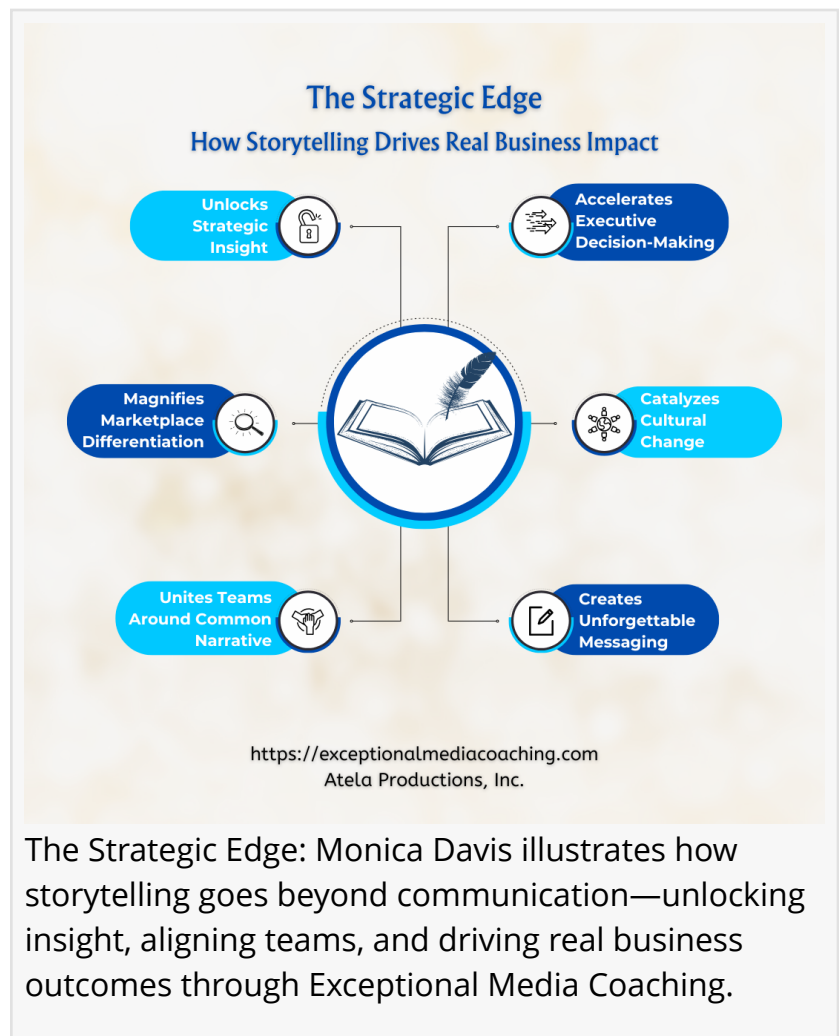 The Strategic Edge
How Storytelling Drives Real Business Impact
Unlocks
Strategic
Insight
Accelerates
Executive
Decision-Making
Magnifies
Marketplace
Differentiation
Catalyzes
Cultural
Change
Unites Teams
Around Common
Narrative
Creates
Unforgettable
Messaging
https://exceptionalmediacoaching.com
Atela Productions, Inc.
The Strategic Edge: Monica Davis illustrates how
storytelling goes beyond communication—unlocking
insight, aligning teams, and driving real business
outcomes through Exceptional Media Coaching.